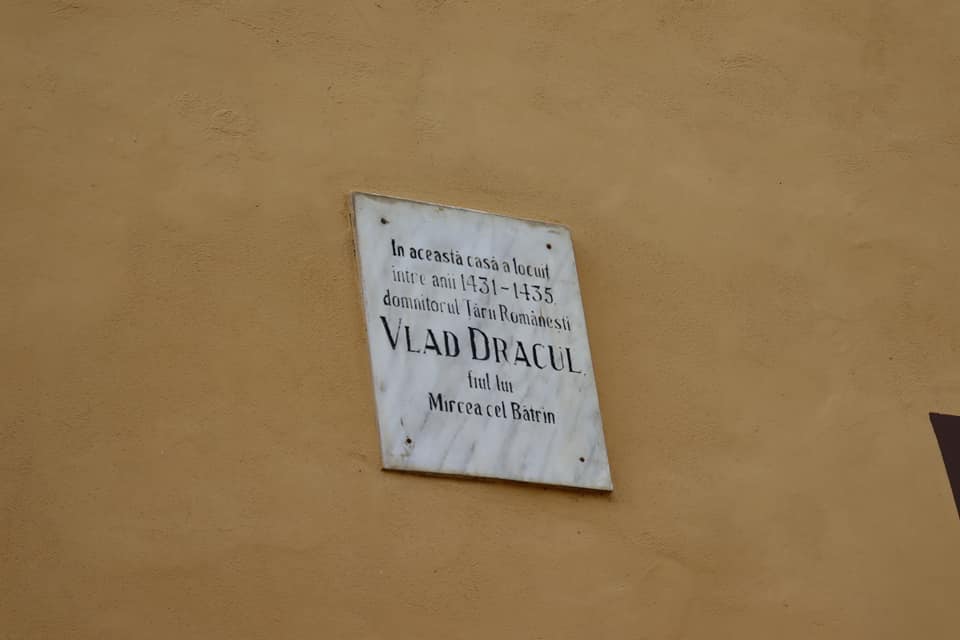 In această casă a locuit
între anii 1431-1435
domnitorul Țării Românești
VLAD DRACUL,
fiul lui
Mircea cel Bătrîn